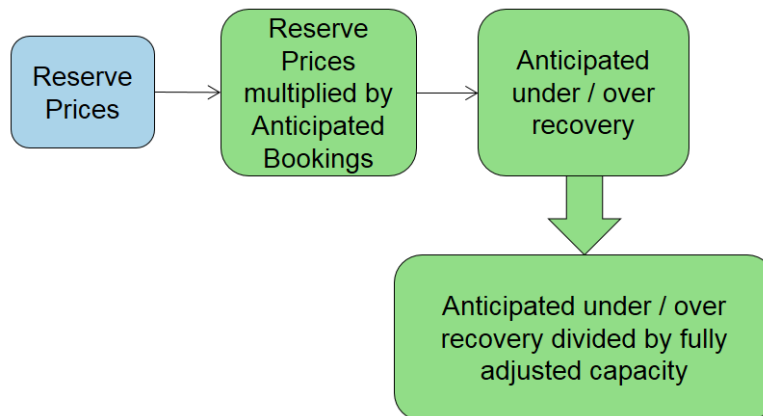 Reserve
Prices
Reserve
Prices
multiplied by
Anticipated
Bookings
Anticipated
under / over
recovery
Anticipated under / over
recovery divided by fully
adjusted capacity